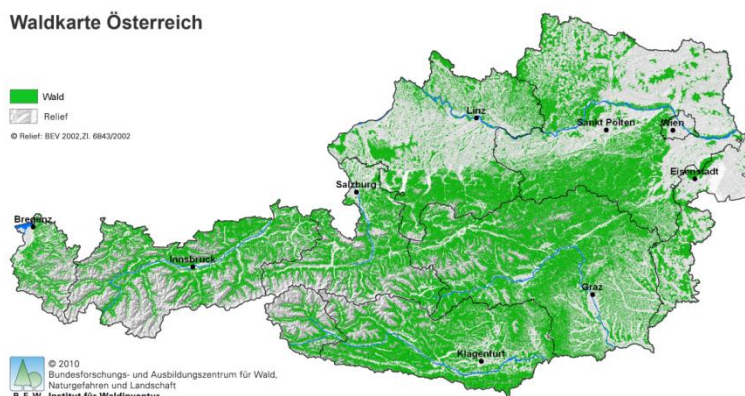 Waldkarte Österreich
Wald
Relief
© Relief: BEV 2002,Zl. 6843/2002
Linz
Sankt Pölten
Wien
Eisenstadt
Salzburg
Bregenz
Innsbruck
Graz
Klagenfurt
© 2010
Bundesforschungs- und Ausbildungszentrum für Wald,
Naturgefahren und Landschaft
B F W Institut für Waldinventur